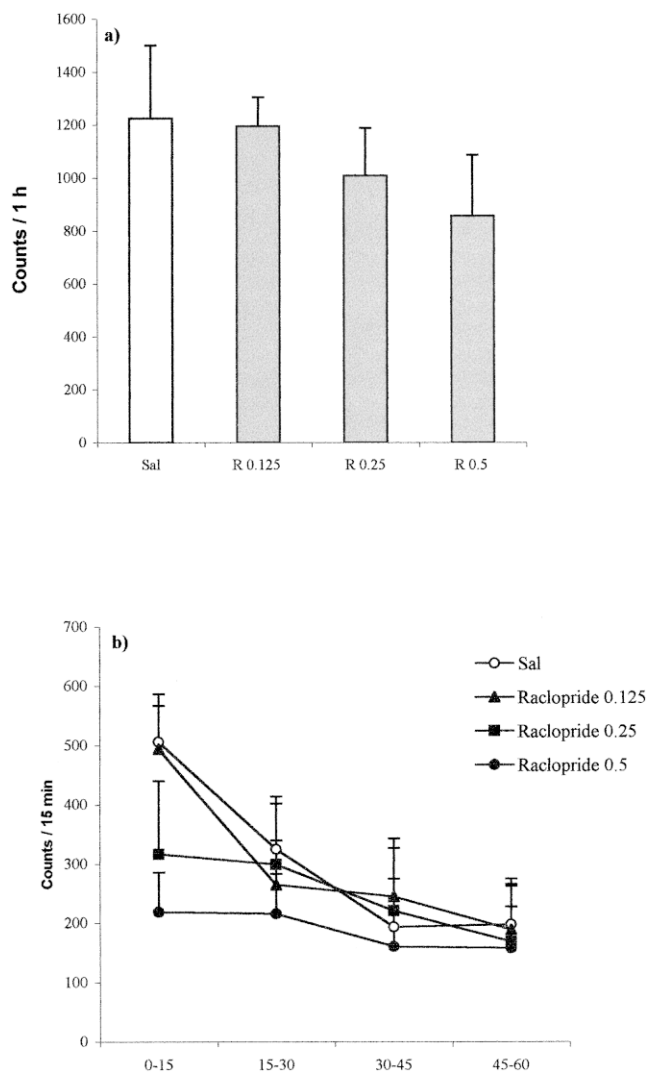 a)
1600
1400
1200
1000
800
600
400
200
0
Counts / 1 h
Sal R 0.125 R 0.25 R 0.5
b)
700
600
500
400
300
200
100
0
Counts / 15 min
Sal
Raclopride 0.125
Raclopride 0.25
Raclopride 0.5
0-15 15-30 30-45 45-60